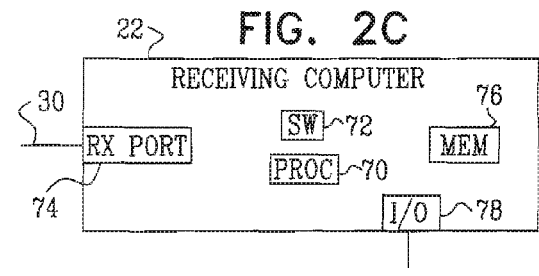 FIG. 2C
22
RECEIVING COMPUTER
30
76
SW 72
RX PORT
MEM
PROC 70
74
I/O 78